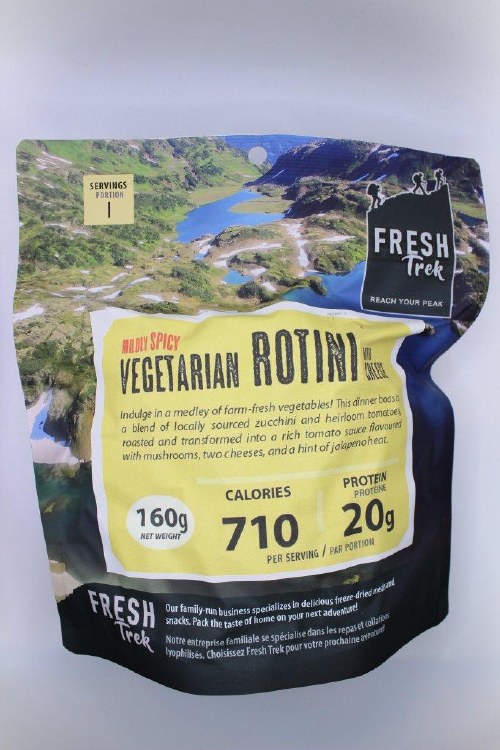 SERVINGS
PORTION
1
FRESH
Trek
REACH YOUR PEAK
MILDLY SPICY
VEGETARIAN ROTINI AND CHEESE
Indulge in a medley of farm-fresh vegetables! This dinner boasts
a blend of locally sourced zucchini and heirloom tomatoes,
roasted and transformed into a rich tomato sauce flavoured
with mushrooms, two cheeses, and a hint of jalapeno heat.
160g
NET WEIGHT
CALORIES
710
PROTEIN
PROTÉINE
20g
PER SERVING / PAR PORTION
FRESH
Trek
Our family-run business specializes in delicious freeze-dried meals and
snacks. Pack the taste of home on your next adventure!
Notre entreprise familiale se spécialise dans les repas et collations
lyophilisés. Choisissez Fresh Trek pour votre prochaine aventure!